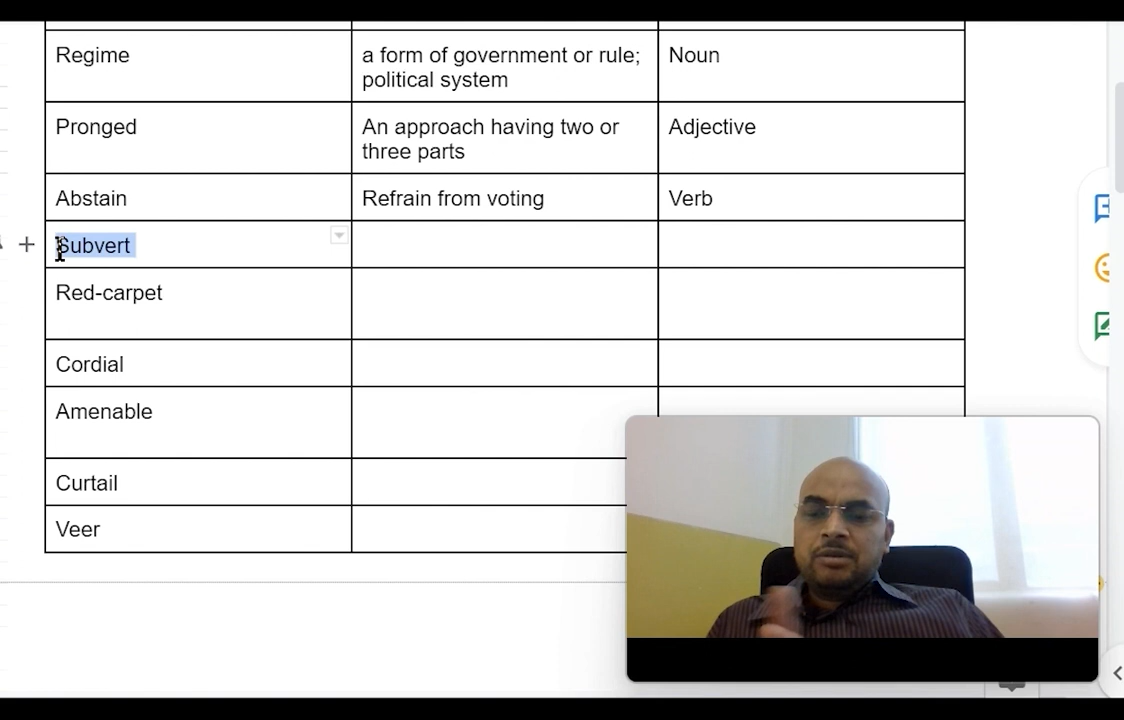 Regime
a form of government or rule;
political system
Noun
Pronged
An approach having two or
three parts
Adjective
Abstain
Refrain from voting
Verb
Subvert
Red-carpet
Cordial
Amenable
Curtail
Veer